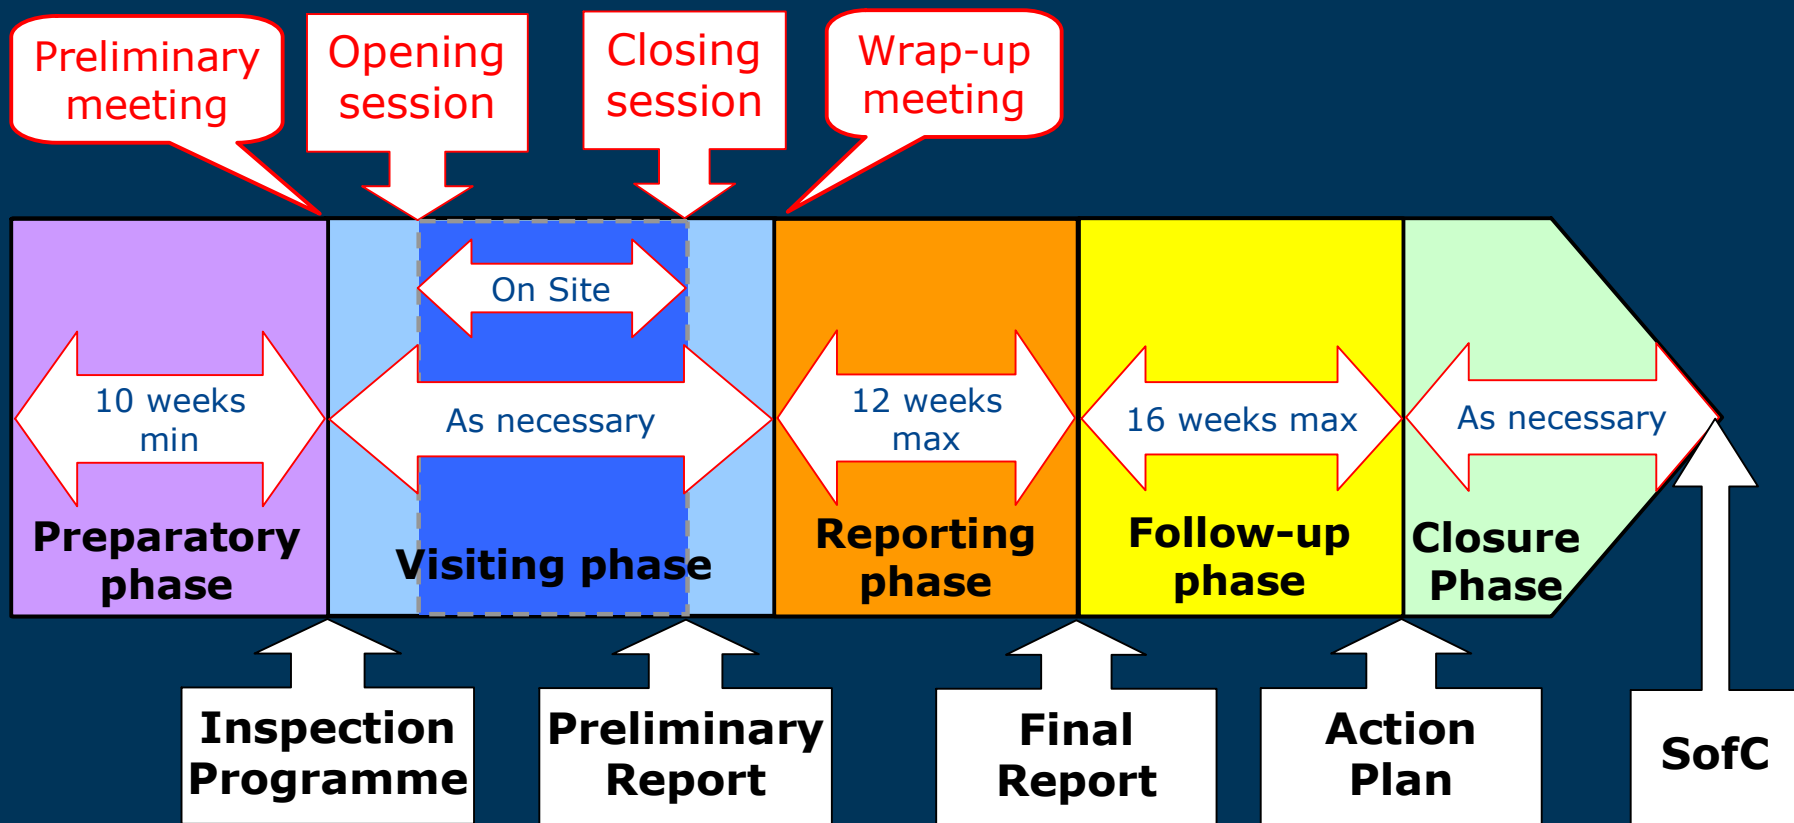 Preliminary
meeting
Opening
session
Closing
session
Wrap-up
meeting
On Site
10 weeks
min
As necessary
12 weeks
max
16 weeks max
As necessary
Preparatory
phase
Visiting phase
Reporting
phase
Follow-up
phase
Closure
Phase
Inspection
Programme
Preliminary
Report
Final
Report
Action
Plan
SofC